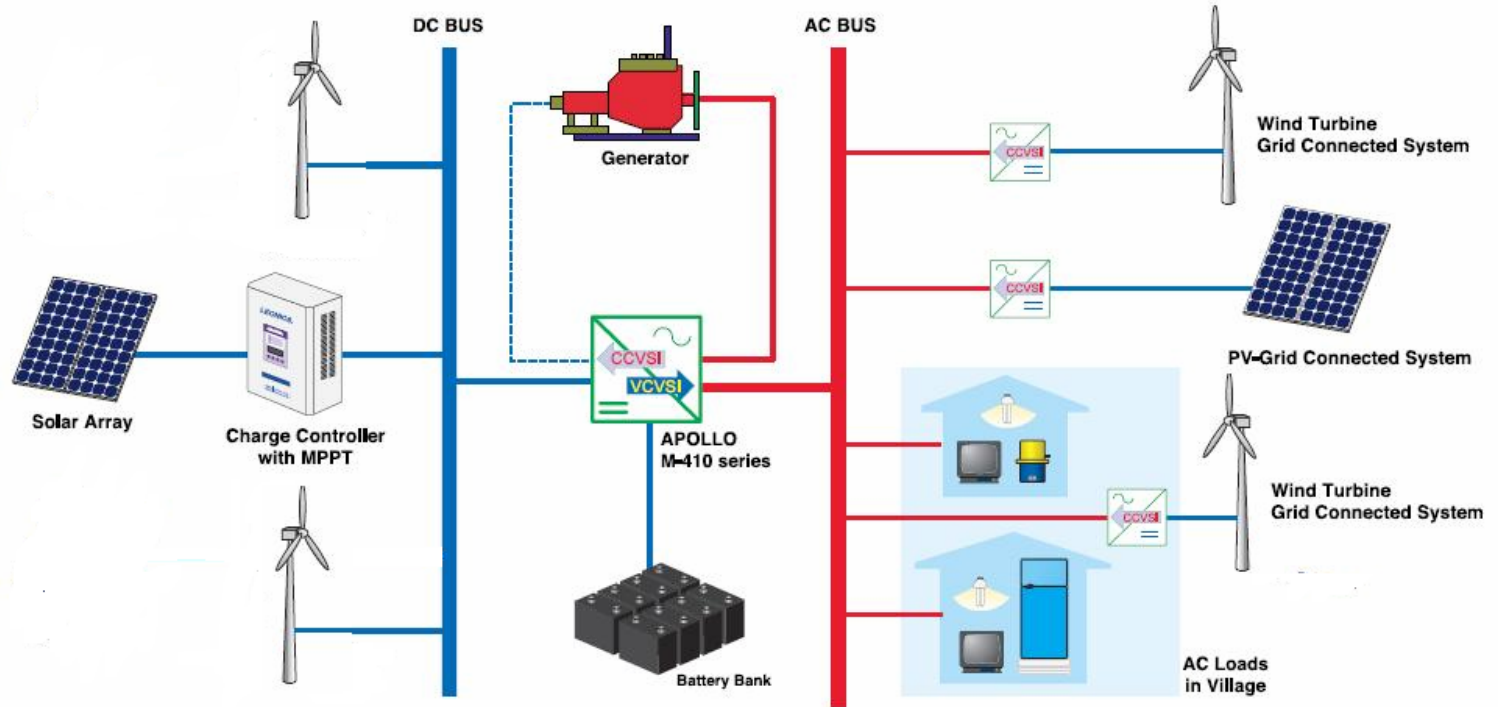 DC BUS
AC BUS
Generator
Wind Turbine
Grid Connected System
CCVSI
CCVSI
PV-Grid Connected System
LEONICS
Solar Array
Charge Controller
with MPPT
CCVSI
VCVSI
APOLLO
M-410 series
Wind Turbine
Grid Connected System
CCVSI
Battery Bank
AC Loads
in Village